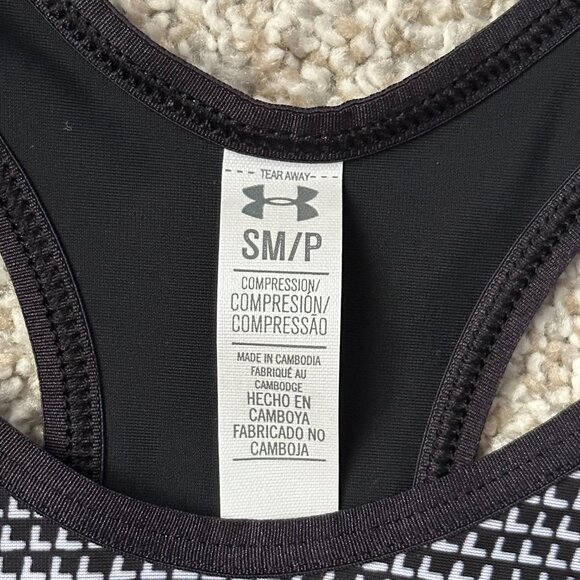 TEAR AWAY
SM/P
COMPRESSION/
COMPRESIÓN/
COMPRESSÃO
MADE IN CAMBODIA
FABRIQUÉ AU
CAMBODGE
HECHO EN
CAMBOYA
FABRICADO NO
CAMBOJA